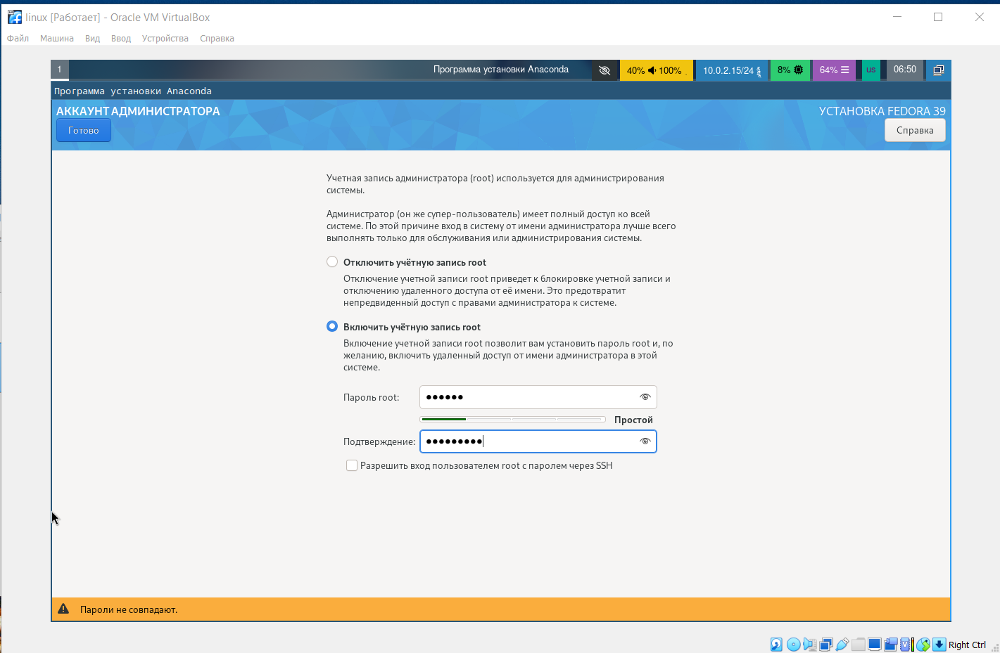 linux [Работает] - Oracle VM VirtualBox
Файл Машина Вид Ввод Устройства Справка
1 Программа установки Anaconda 40% 100% 10.0.2.15/24 8% 64% us 06:50
Программа установки Anaconda
АККАУНТ АДМИНИСТРАТОРА УСТАНОВКА FEDORA 39
Готово Справка
Учетная запись администратора (root) используется для администрирования
системы.
Администратор (он же супер-пользователь) имеет полный доступ ко всей
системе. По этой причине вход в систему от имени администратора лучше всего
выполнять только для обслуживания или администрирования системы.
Отключить учётную запись root
Отключение учетной записи root приведет к блокировке учетной записи и
отключению удаленного доступа от её имени. Это предотвратит
непредвиденный доступ с правами администратора к системе.
Включить учётную запись root
Включение учетной записи root позволит вам установить пароль root и, по
желанию, включить удаленный доступ от имени администратора в этой
системе.
Пароль root: ●●●●●●
Простой
Подтверждение: ●●●●●●●●●
Разрешить вход пользователем root с паролем через SSH
Пароли не совпадают.
Right Ctrl